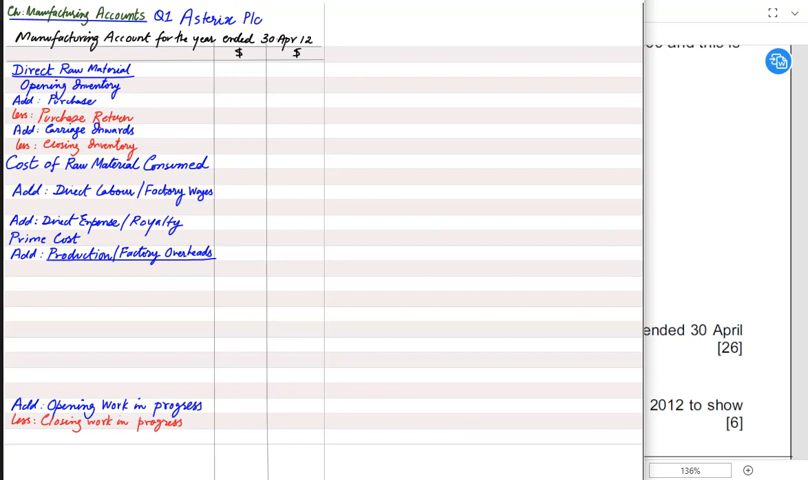 Ch: Manufacturing Accounts Q1 Asterix Plc
Manufacturing Account for the year ended 30 Apr 12
$ $
Direct Raw Material
Opening Inventory
Add: Purchase
Less: Purchase Return
Add: Carriage Inwards
Less: Closing Inventory
Cost of Raw Material Consumed
Add: Direct Labour/Factory Wages
Add: Direct Expense/Royalty
Prime Cost
Add: Production/Factory Overheads
Add: Opening Work in progress
Less: Closing work in progress
and this is
ended 30 April
[26]
2012 to show
[6]
136%